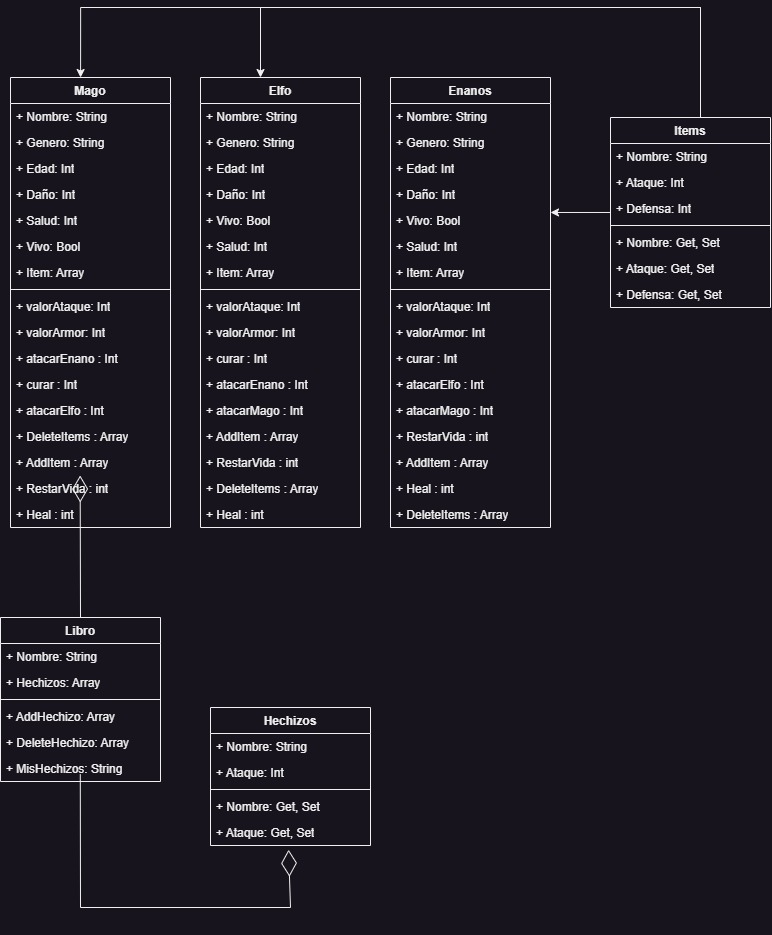 Mago
+ Nombre: String
+ Genero: String
+ Edad: Int
+ Daño: Int
+ Salud: Int
+ Vivo: Bool
+ Item: Array
+ valorAtaque: Int
+ valorArmor: Int
+ atacarEnano : Int
+ curar : Int
+ atacarElfo : Int
+ DeleteItems : Array
+ AddItem : Array
+ RestarVida : int
+ Heal : int
Elfo
+ Nombre: String
+ Genero: String
+ Edad: Int
+ Daño: Int
+ Vivo: Bool
+ Salud: Int
+ Item: Array
+ valorAtaque: Int
+ valorArmor: Int
+ curar : Int
+ atacarEnano : Int
+ atacarMago : Int
+ AddItem : Array
+ RestarVida : int
+ DeleteItems : Array
+ Heal : int
Enanos
+ Nombre: String
+ Genero: String
+ Edad: Int
+ Daño: Int
+ Vivo: Bool
+ Salud: Int
+ Item: Array
+ valorAtaque: Int
+ valorArmor: Int
+ curar : Int
+ atacarElfo : Int
+ atacarMago : Int
+ RestarVida : int
+ AddItem : Array
+ Heal : int
+ DeleteItems : Array
Items
+ Nombre: String
+ Ataque: Int
+ Defensa: Int
+ Nombre: Get, Set
+ Ataque: Get, Set
+ Defensa: Get, Set
Libro
+ Nombre: String
+ Hechizos: Array
+ AddHechizo: Array
+ DeleteHechizo: Array
+ MisHechizos: String
Hechizos
+ Nombre: String
+ Ataque: Int
+ Nombre: Get, Set
+ Ataque: Get, Set